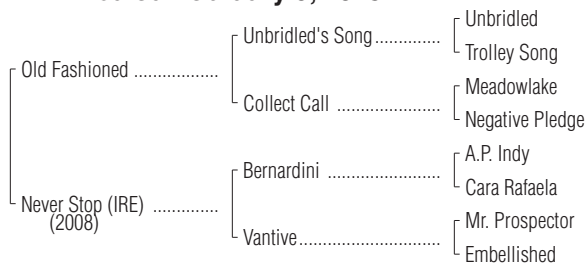 Unbridled
Unbridled's Song
Trolley Song
Old Fashioned
Meadowlake
Collect Call
Negative Pledge
A.P. Indy
Bernardini
Cara Rafaela
Never Stop (IRE)
(2008)
Mr. Prospector
Vantive
Embellished